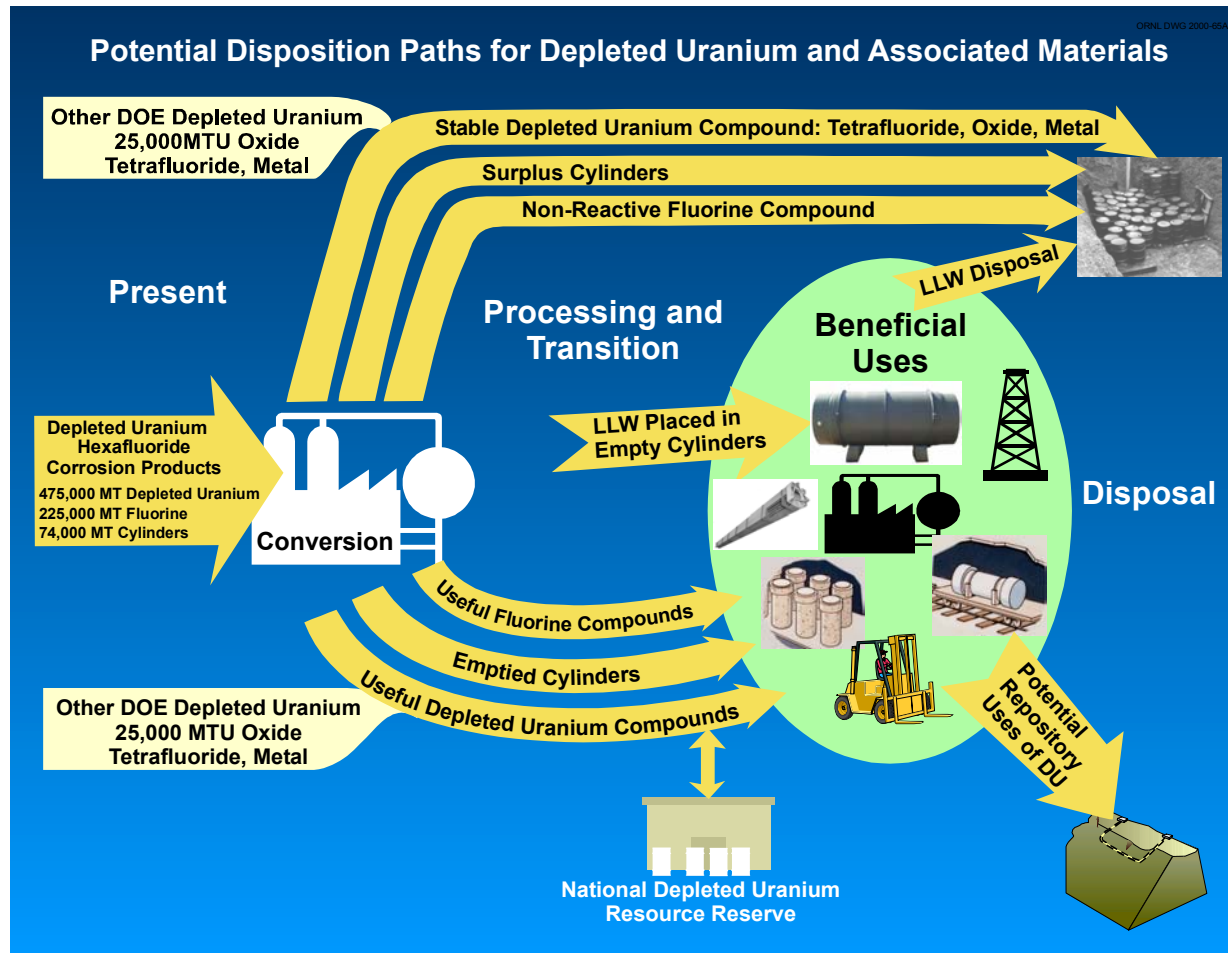 ORNL DWG 2000-65A
Potential Disposition Paths for Depleted Uranium and Associated Materials
Other DOE Depleted Uranium
25,000MTU Oxide
Tetrafluoride, Metal
Stable Depleted Uranium Compound: Tetrafluoride, Oxide, Metal
Surplus Cylinders
Non-Reactive Fluorine Compound
LLW Disposal
Present
Processing and
Transition
Beneficial
Uses
LLW Placed in
Empty Cylinders
Depleted Uranium
Hexafluoride
Corrosion Products
475,000 MT Depleted Uranium
225,000 MT Fluorine
74,000 MT Cylinders
Conversion
Disposal
Useful Fluorine Compounds
Emptied Cylinders
Useful Depleted Uranium Compounds
Other DOE Depleted Uranium
25,000 MTU Oxide
Tetrafluoride, Metal
Potential
Repository
Uses of DU
National Depleted Uranium
Resource Reserve